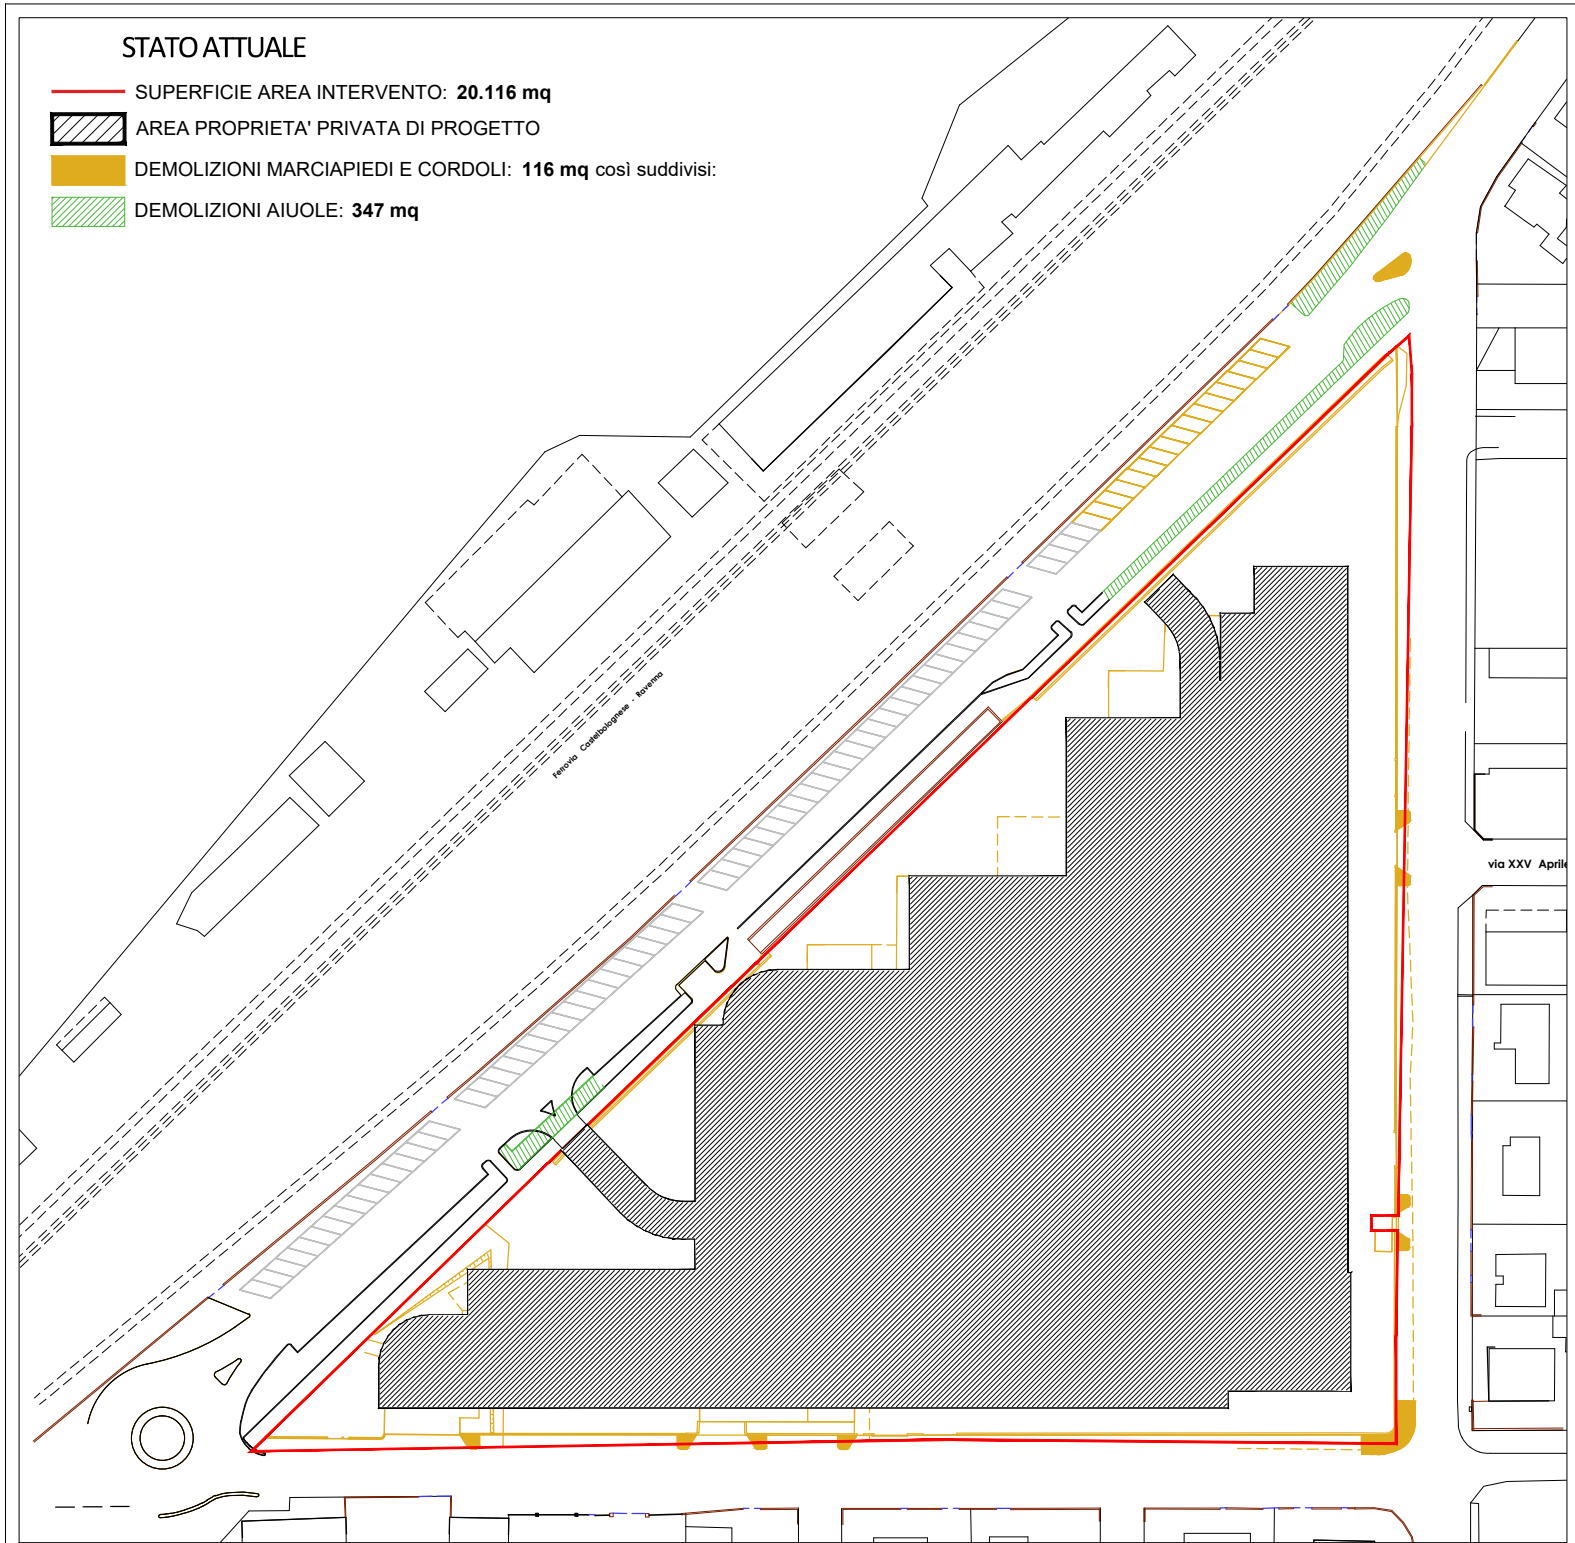 STATO ATTUALE
SUPERFICIE AREA INTERVENTO: 20.116 mq
AREA PROPRIETA' PRIVATA DI PROGETTO
DEMOLIZIONI MARCIAPIEDI E CORDOLI: 116 mq così suddivisi:
DEMOLIZIONI AIUOLE: 347 mq
Ferrovia Castelbolognese - Ravenna
via XXV Aprile